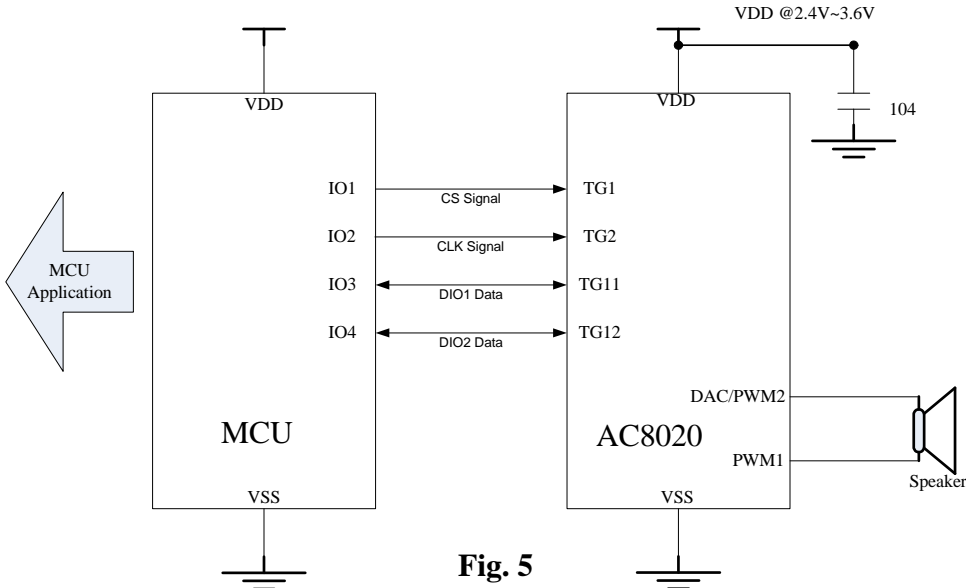 VDD @2.4V~3.6V
VDD
VDD
104
IO1
CS Signal
TG1
IO2
CLK Signal
TG2
MCU
Application
IO3
DIO1 Data
TG11
IO4
DIO2 Data
TG12
DAC/PWM2
MCU
AC8020
PWM1
Speaker
VSS
VSS
Fig. 5